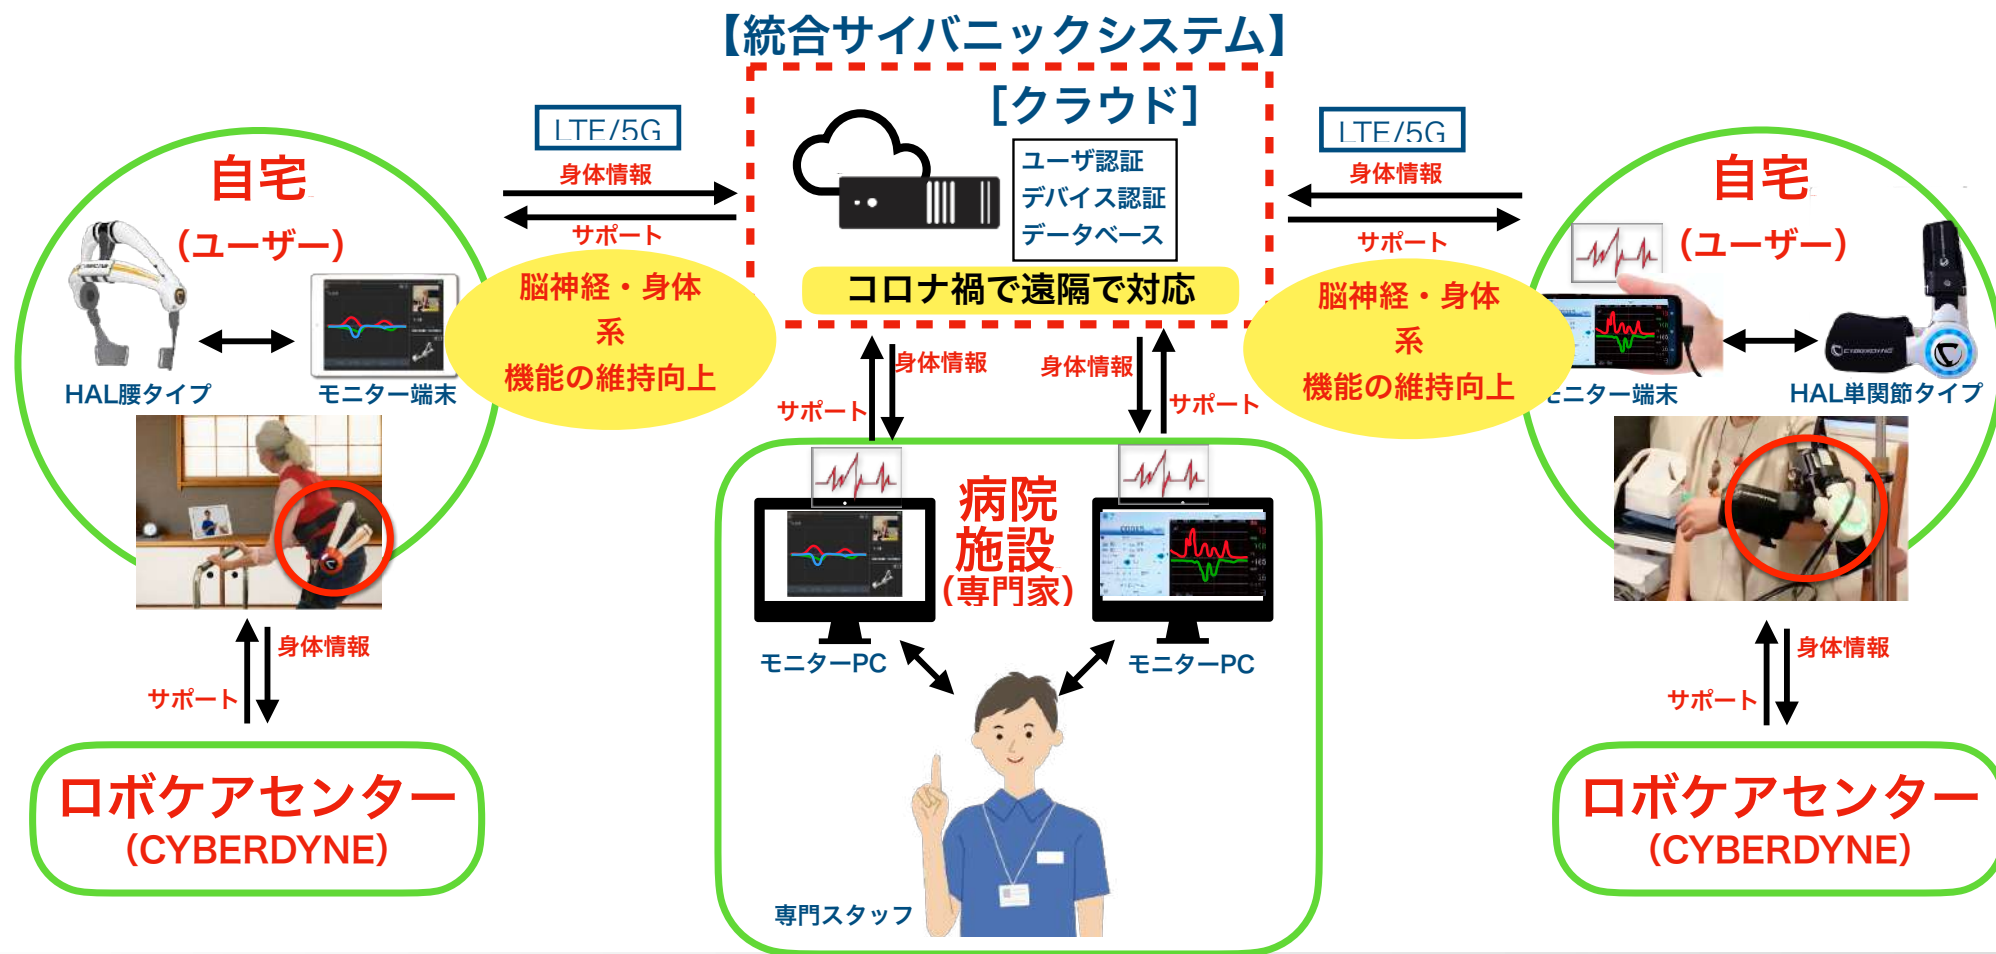 【統合サイバニックシステム】
[クラウド]
ユーザ認証
デバイス認証
データベース
コロナ禍で遠隔で対応
LTE/5G
身体情報
サポート
脳神経・身体
系
機能の維持向上
自宅
(ユーザー)
HAL腰タイプ
モニター端末
身体情報
サポート
ロボケアセンター
(CYBERDYNE)
身体情報
サポート
身体情報
サポート
病院
施設
(専門家)
モニターPC
モニターPC
専門スタッフ
LTE/5G
身体情報
サポート
脳神経・身体
系
機能の維持向上
自宅
(ユーザー)
モニター端末
HAL単関節タイプ
CYBERDYNE
身体情報
サポート
ロボケアセンター
(CYBERDYNE)